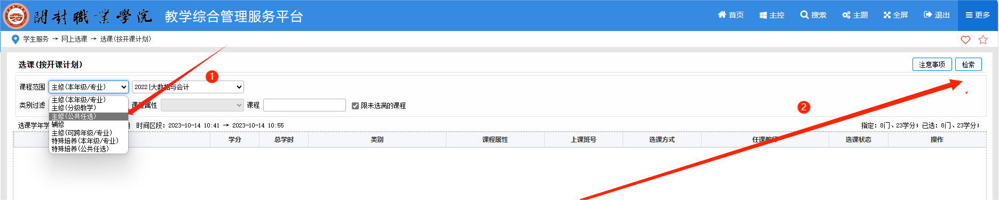 開封職業學院 教学综合管理服务平台 首页 主控 搜索 主题 全屏 退出 更多
学生服务 → 网上选课 → 选课(按开课计划)
选课(按开课计划) 注意事项 检索
1
课程范围 主修(本年级/专业) 2022|大数据与会计
主修(本年级/专业)
类别过滤 课程属性 课程 限未选满的课程
主修(分级教学)
2
主修(公共任选)
辅修
选课学年学 时间区段：2023-10-14 10:41 → 2023-10-14 10:55 指定：8门、23学分；已选：8门、23学分；
主修(可跨年级/专业)
特殊培养(本年级/专业)
特殊培养(公共任选)
学分 总学时 类别 课程属性 上课班号 选课方式 任课教师 选课状态 操作